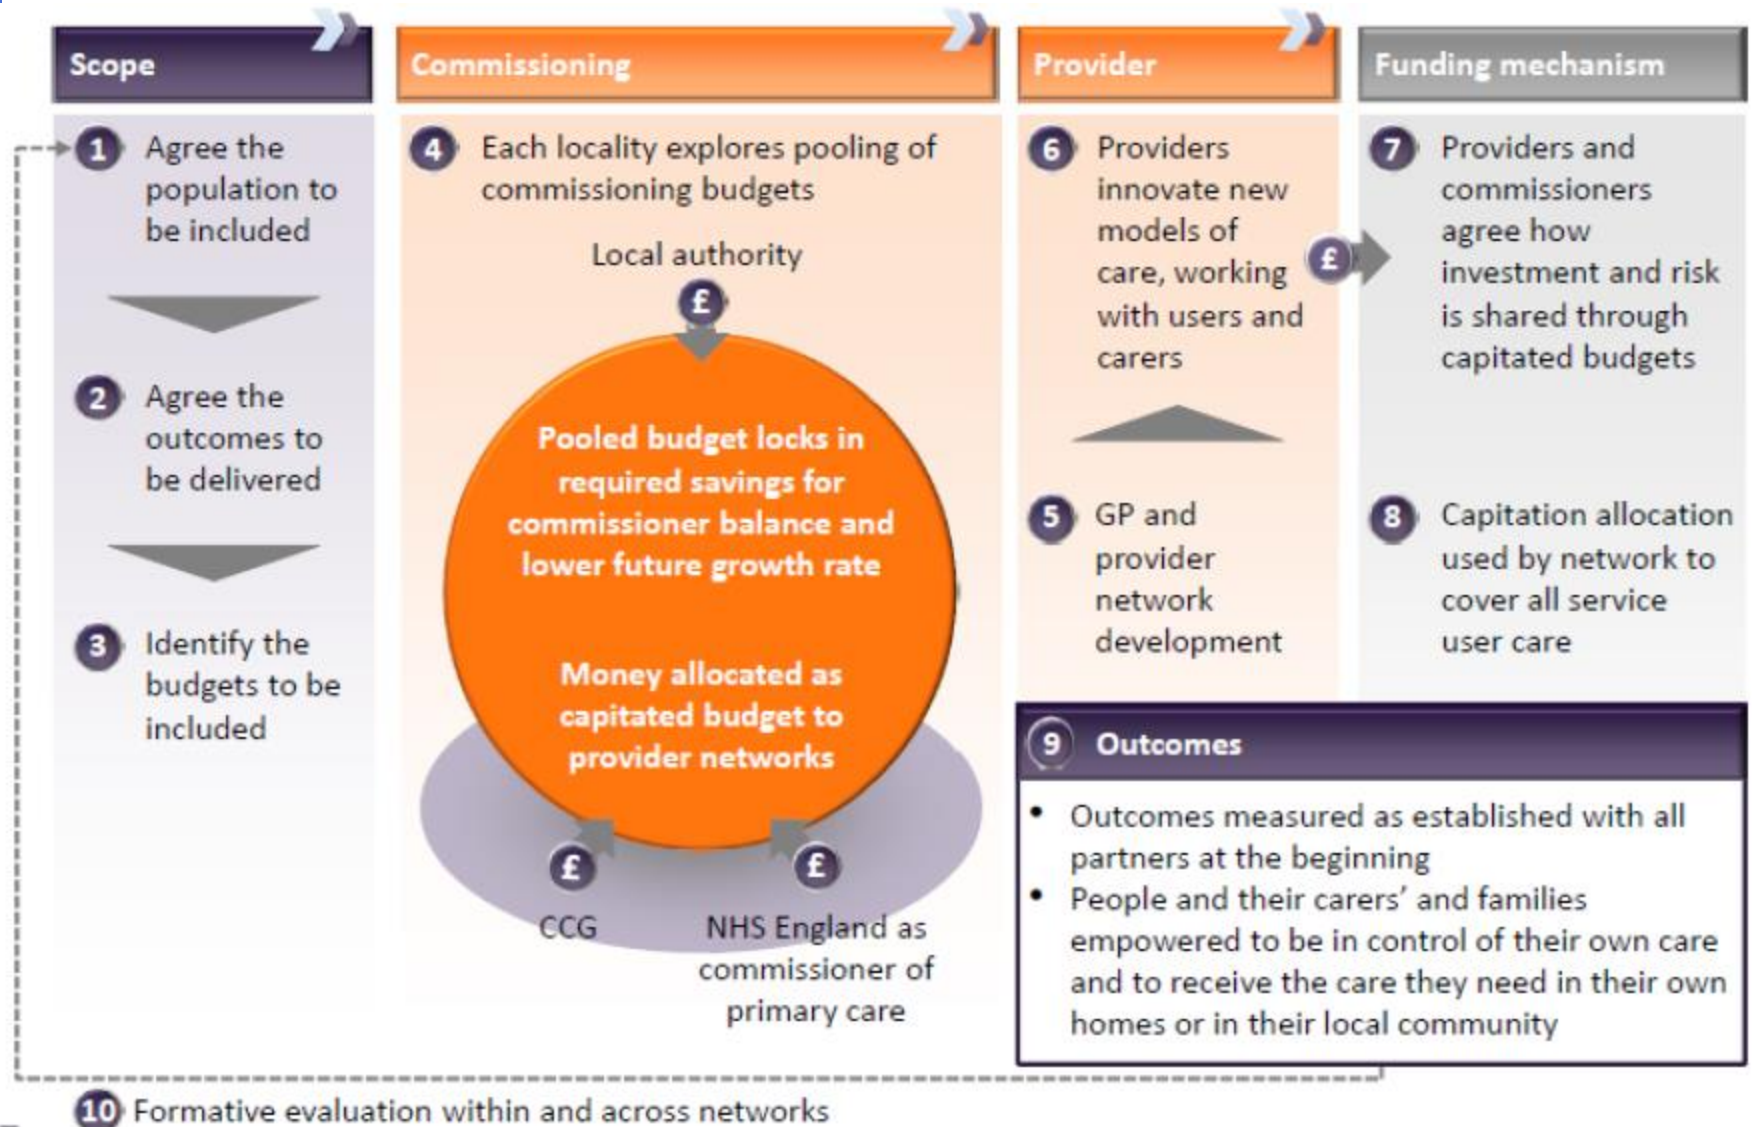 Scope
1 Agree the
population to
be included
2 Agree the
outcomes to
be delivered
3 Identify the
budgets to be
included
Commissioning
4 Each locality explores pooling of
commissioning budgets
Local authority
£
Pooled budget locks in
required savings for
commissioner balance and
lower future growth rate
Money allocated as
capitated budget to
provider networks
£
CCG
£
NHS England as
commissioner of
primary care
Provider
6 Providers
innovate new
models of
care, working
with users and
carers
£
5 GP and
provider
network
development
Funding mechanism
7 Providers and
commissioners
agree how
investment and risk
is shared through
capitated budgets
8 Capitation allocation
used by network to
cover all service
user care
9 Outcomes
• Outcomes measured as established with all
partners at the beginning
• People and their carers’ and families
empowered to be in control of their own care
and to receive the care they need in their own
homes or in their local community
10 Formative evaluation within and across networks